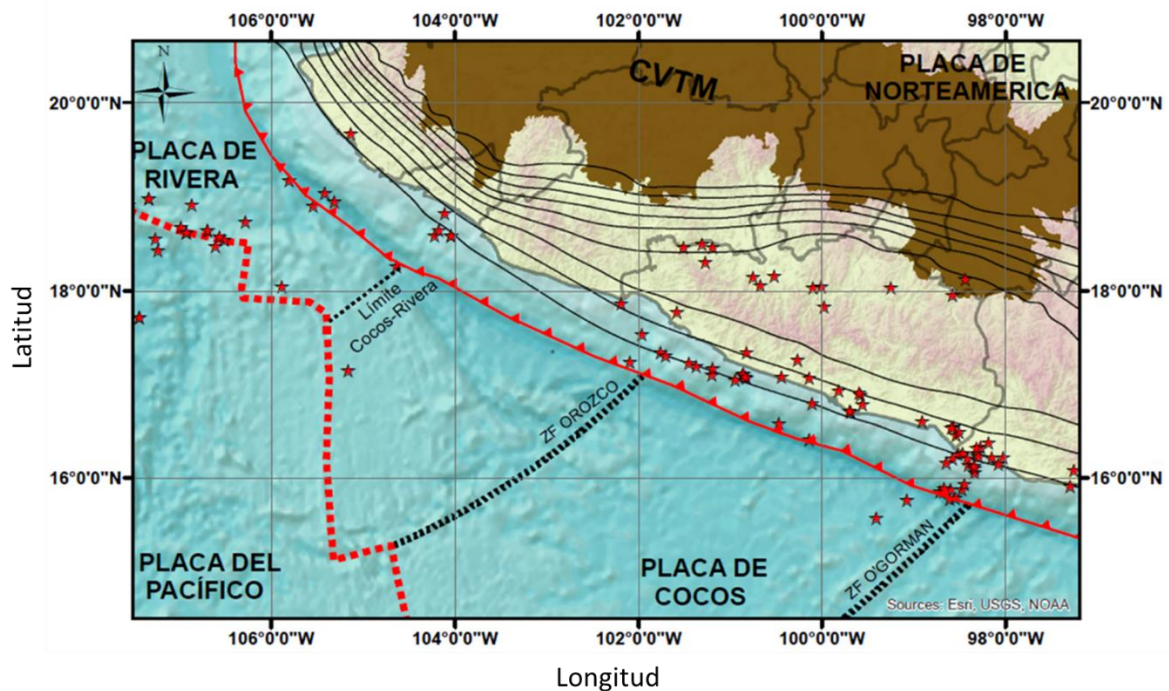 106°0'0"W
104°0'0"W
102°0'0"W
100°0'0"W
98°0'0"W
N
CVTM
PLACA DE
NORTEAMERICA
20°0'0"N
20°0'0"N
PLACA DE
RIVERA
18°0'0"N
18°0'0"N
Límite
Cocos-Rivera
Latitud
ZF OROZCO
16°0'0"N
16°0'0"N
PLACA DEL
PACÍFICO
PLACA DE
COCOS
ZF O'GORMAN
Sources: Esri, USGS, NOAA
106°0'0"W
104°0'0"W
102°0'0"W
100°0'0"W
98°0'0"W
Longitud